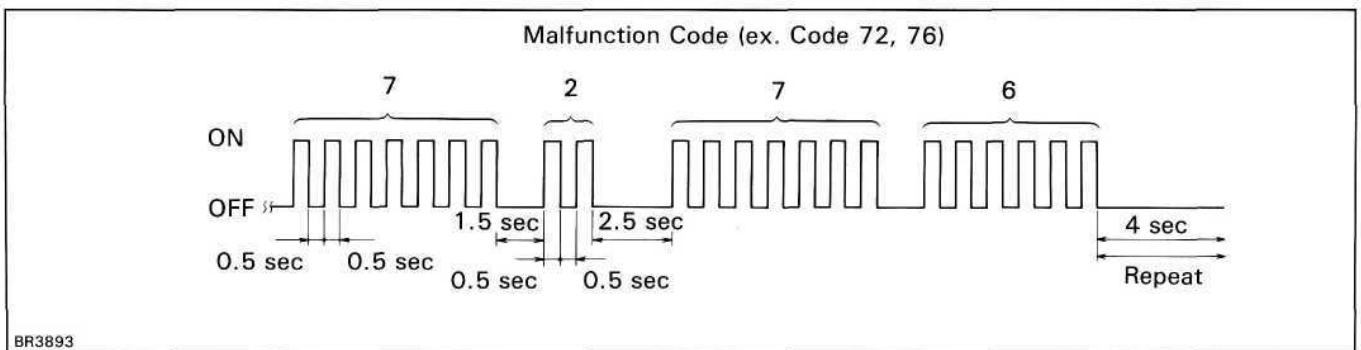 Malfunction Code (ex. Code 72, 76)
7 2 7 6
ON
OFF
1.5 sec 2.5 sec 4 sec
0.5 sec 0.5 sec 0.5 sec 0.5 sec Repeat
BR3893